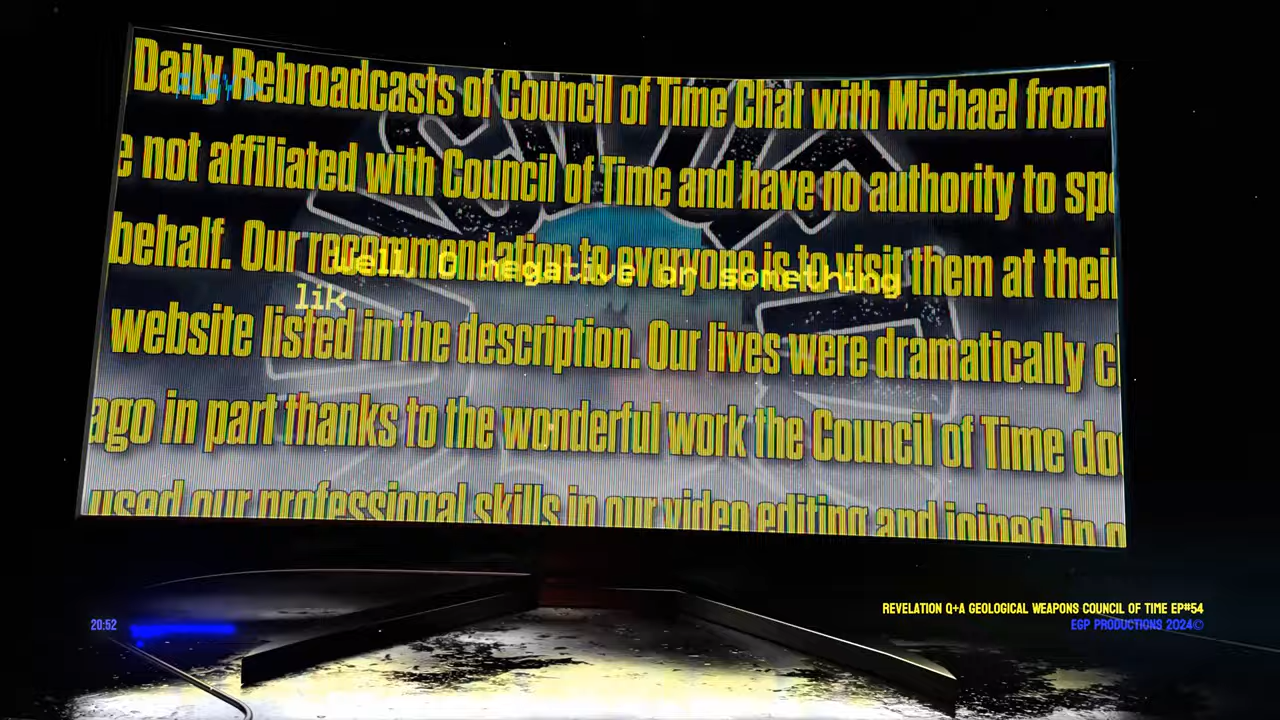 Daily Rebroadcasts of Council of Time Chat with Michael from
e not affiliated with Council of Time and have no authority to spe
behalf. Our recommendation to everyone is to visit them at their
well, O negative or something
lik
website listed in the description. Our lives were dramatically c
ago in part thanks to the wonderful work the Council of Time do
used our professional skills in our video editing and joined in
20:52
REVELATION Q+A GEOLOGICAL WEAPONS COUNCIL OF TIME EP#54
EGP PRODUCTIONS 2024©